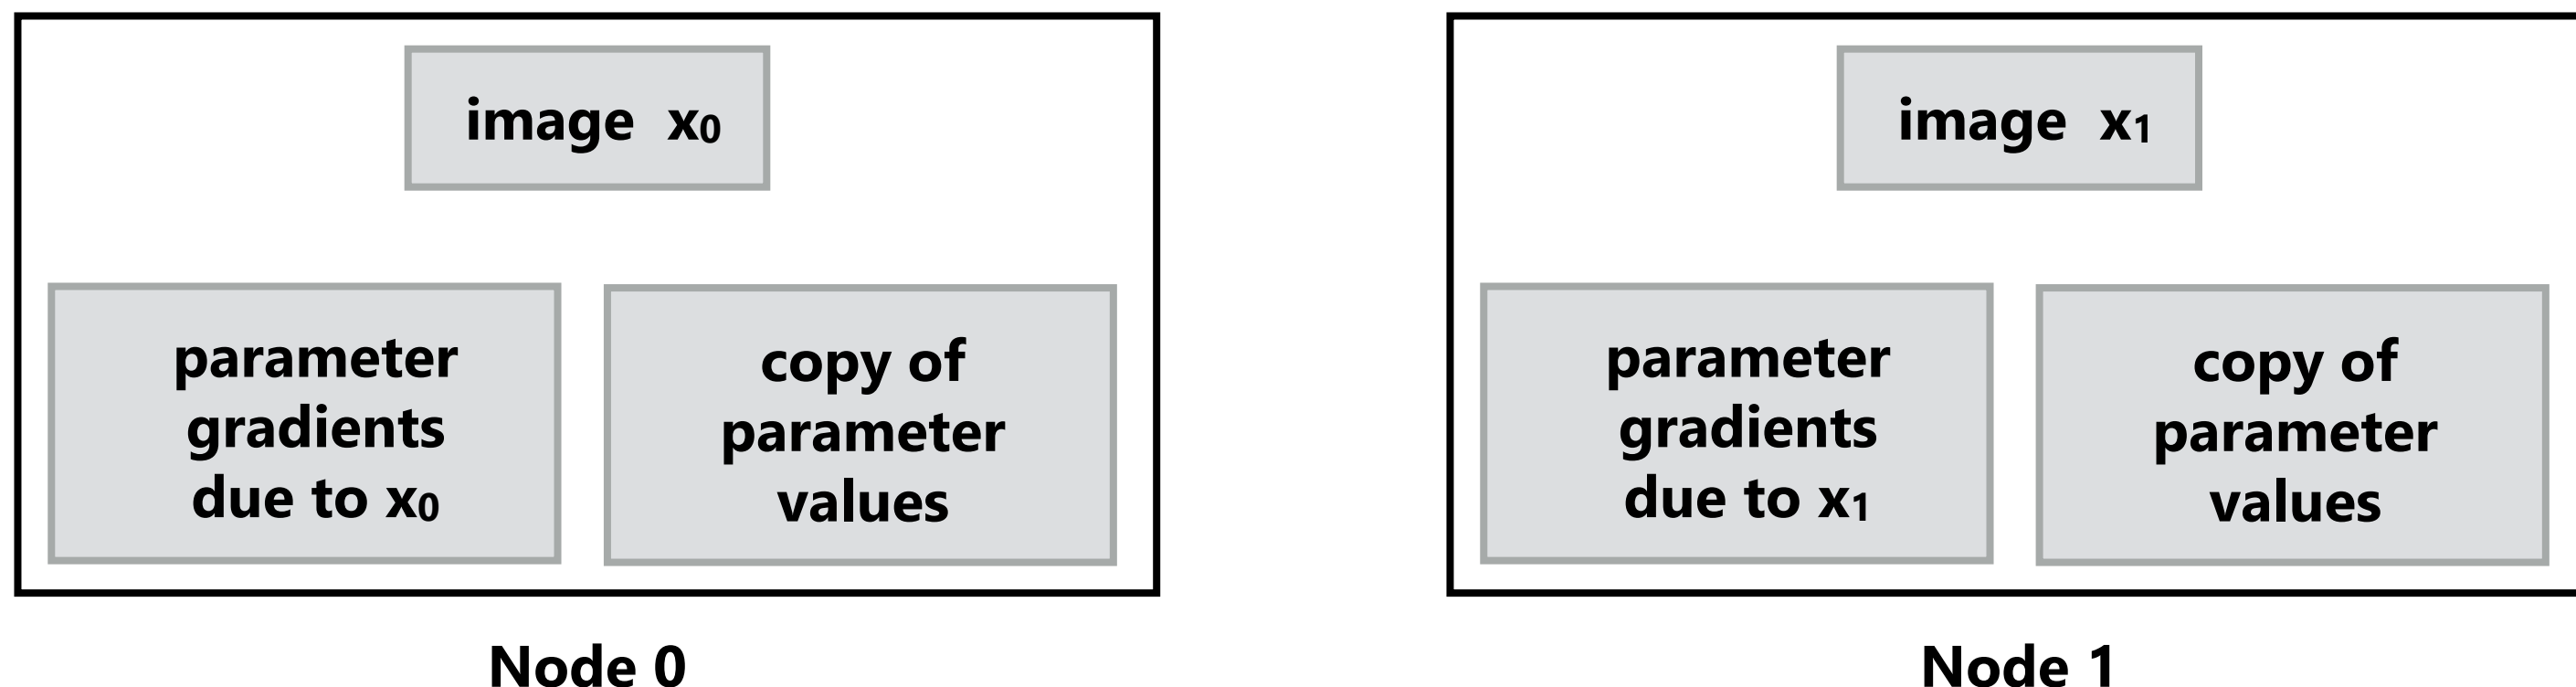 image x₀
parameter
gradients
due to x₀
copy of
parameter
values
Node 0
image x₁
parameter
gradients
due to x₁
copy of
parameter
values
Node 1